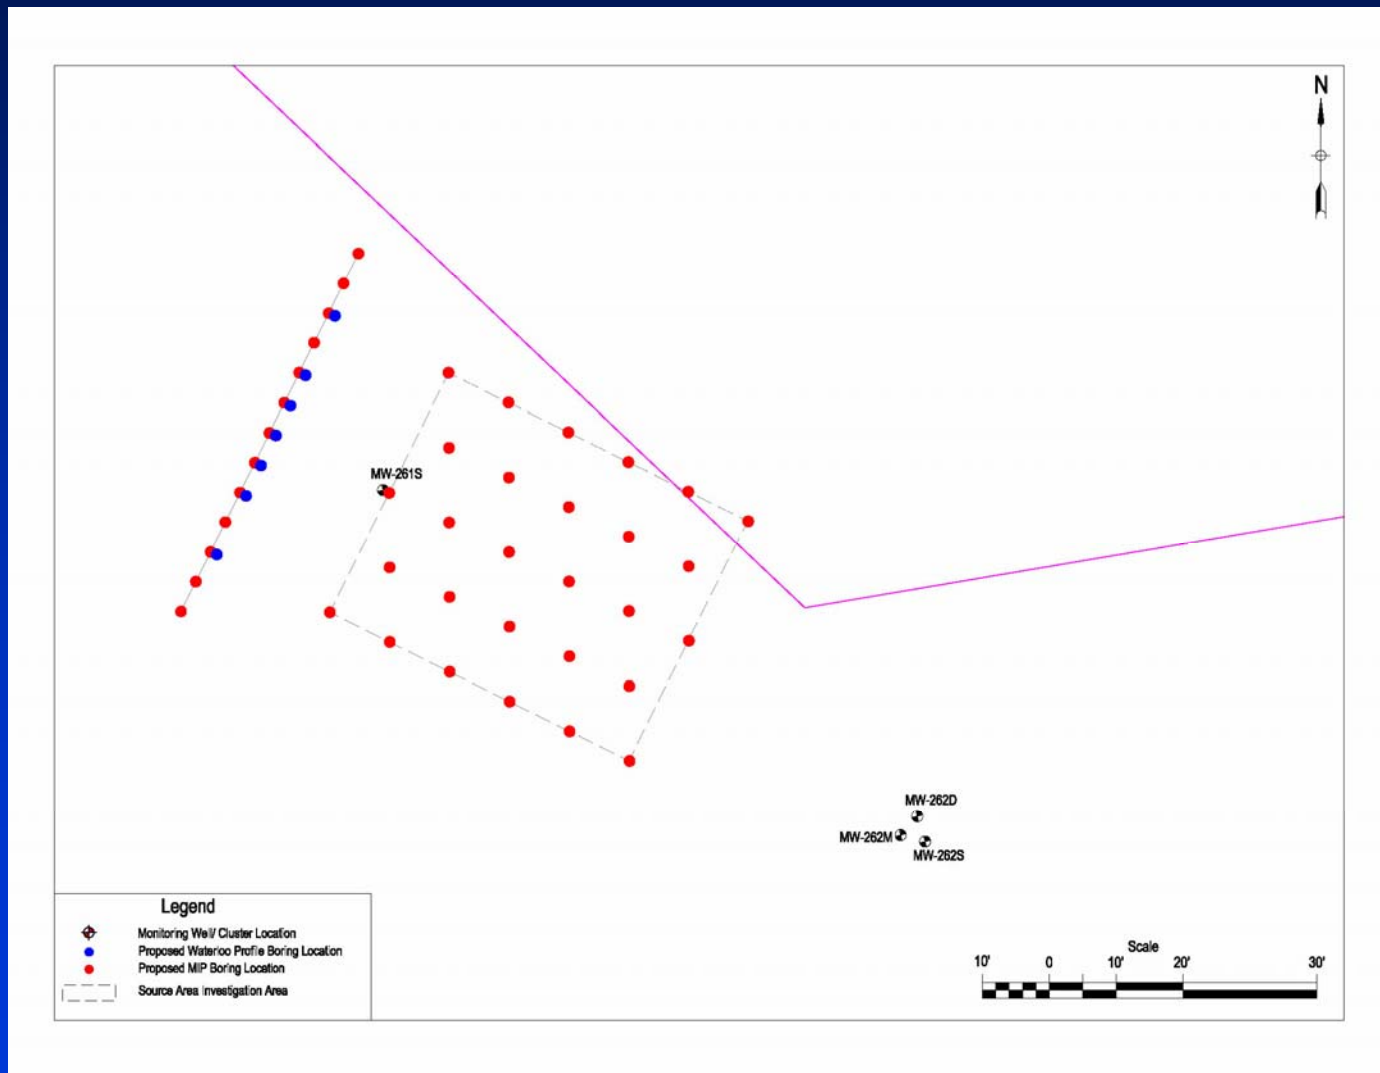 N
MW-261S
MW-262D
MW-262M
MW-262S
Legend
Monitoring Well/ Cluster Location
Proposed Waterloo Profile Boring Location
Proposed MIP Boring Location
Source Area Investigation Area
Scale
10' 0 10' 20' 30'